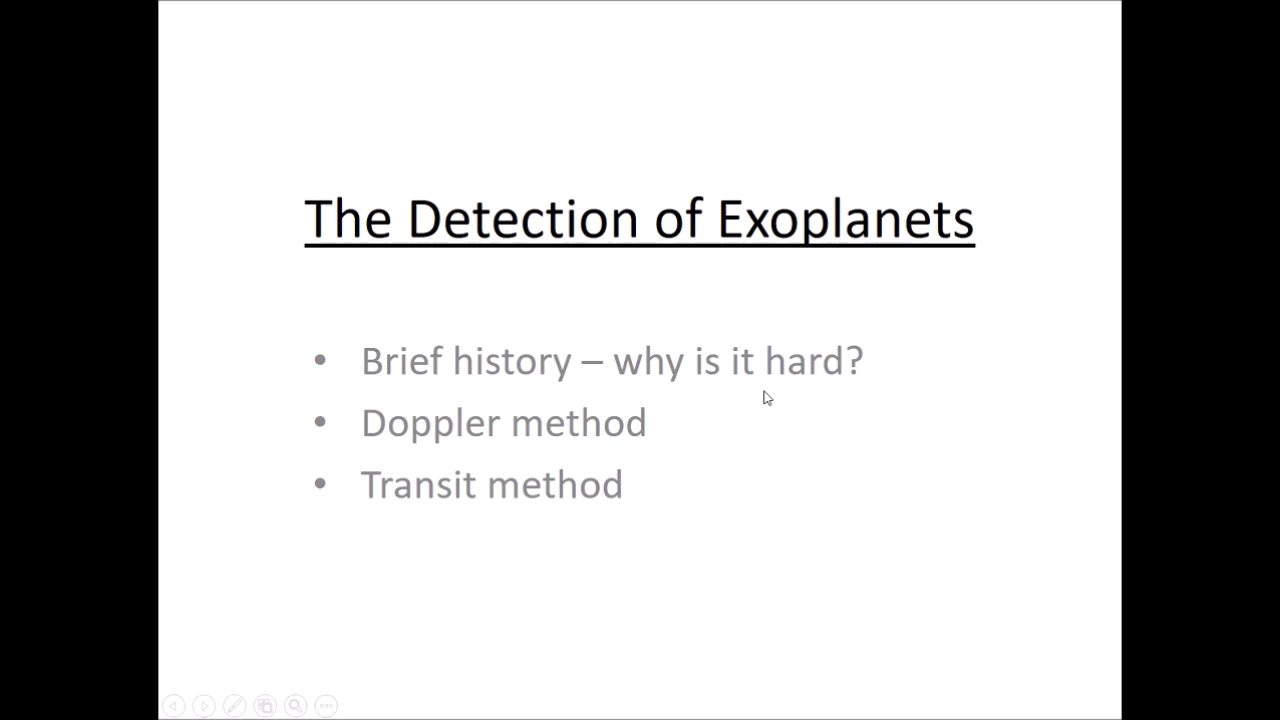 The Detection of Exoplanets
• Brief history – why is it hard?
• Doppler method
• Transit method